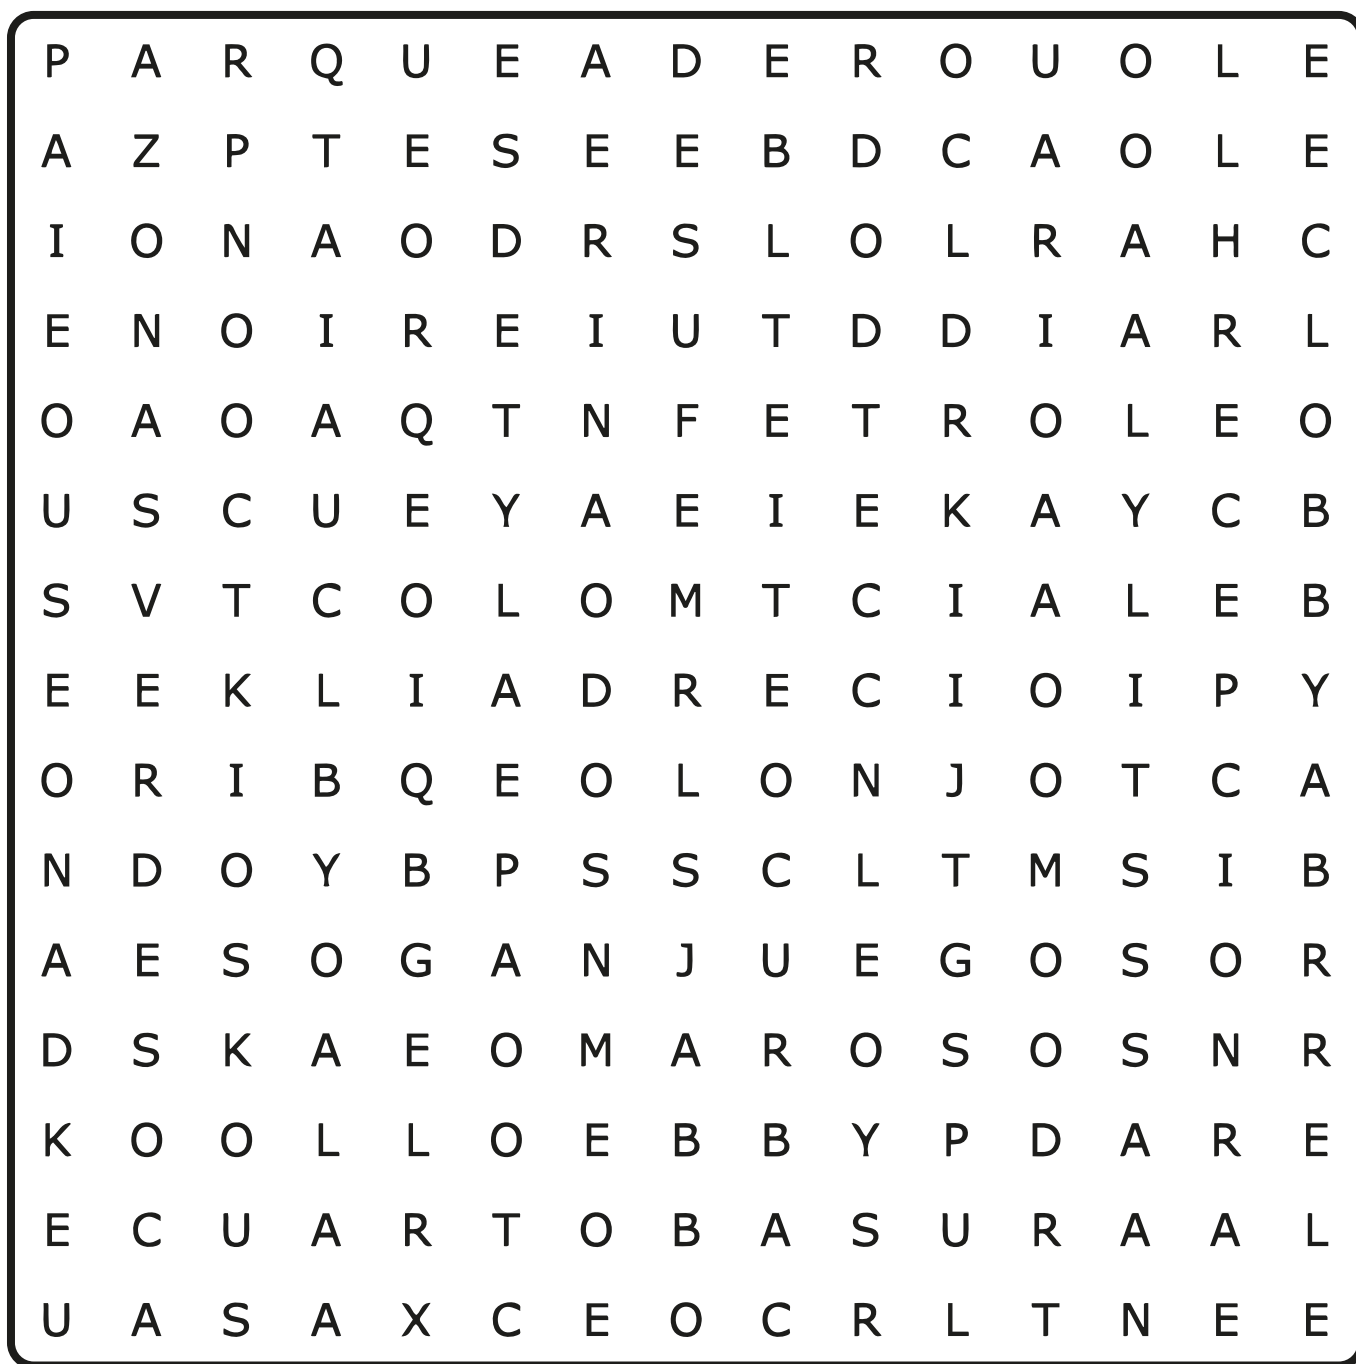 P A R Q U E A D E R O U O L E
A Z P T E S E E B D C A O L E
I O N A O D R S L O L R A H C
E N O I R E I U T D D I A R L
O A O A Q T N F E T R O L E O
U S C U E Y A E I E K A Y C B
S V T C O L O M T C I A L E B
E E K L I A D R E C I O I P Y
O R I B Q E O L O N J O T C A
N D O Y B P S S C L T M S I B
A E S O G A N J U E G O S O R
D S K A E O M A R O S O S N R
K O O L L O E B B Y P D A R E
E C U A R T O B A S U R A A L
U A S A X C E O C R L T N E E